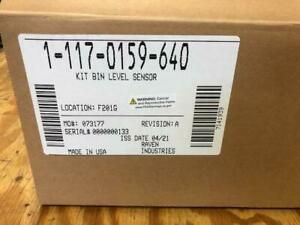 1-117-0159-640
KIT BIN LEVEL SENSOR
LOCATION: F201G
MO#: 073177
REVISION: A
SERIAL# 0000000133
ISS DATE 04/21
MADE IN USA
RAVEN
INDUSTRIES